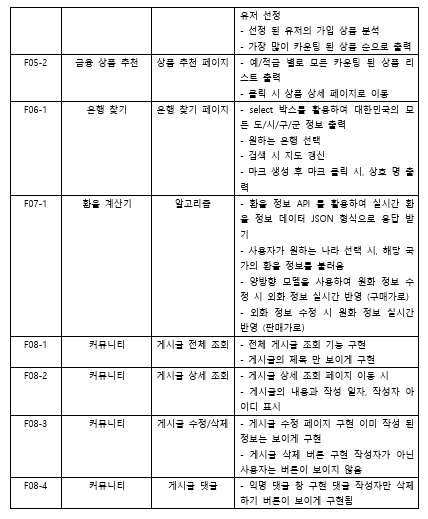 유저 선정
- 선정 된 유저의 가입 상품 분석
- 가장 많이 카운팅 된 상품 순으로 출력
F05-2 금융 상품 추천 상품 추천 페이지 - 예/적금 별로 모든 카운팅 된 상품 리
스트 출력
- 클릭 시 상품 상세 페이지로 이동
F06-1 은행 찾기 은행 찾기 페이지 - select 박스를 활용하여 대한민국의 모
든 도/시/구/군 정보 출력
- 원하는 은행 선택
- 검색 시 지도 갱신
- 마크 생성 후 마크 클릭 시, 상호 명 출
력
F07-1 환율 계산기 알고리즘 - 환율 정보 API 를 활용하여 실시간 환
율 정보 데이터 JSON 형식으로 응답 받
기
- 사용자가 원하는 나라 선택 시, 해당 국
가의 환율 정보를 불러옴
- 양방향 모델을 사용하여 원화 정보 수
정 시 외화 정보 실시간 반영 (구매가로)
- 외화 정보 수정 시 원화 정보 실시간
반영 (판매가로)
F08-1 커뮤니티 게시글 전체 조회 - 전체 게시글 조회 기능 구현
- 게시글의 제목 만 보이게 구현
F08-2 커뮤니티 게시글 상세 조회 - 게시글 상세 조회 페이지 이동 시
- 게시글의 내용과 작성 일자, 작성자 아
이디 표시
F08-3 커뮤니티 게시글 수정/삭제 - 게시글 수정 페이지 구현 이미 작성 된
정보는 보이게 구현
- 게시글 삭제 버튼 구현 작성자가 아닌
사용자는 버튼이 보이지 않음
F08-4 커뮤니티 게시글 댓글 - 익명 댓글 창 구현 댓글 작성자만 삭제
하기 버튼이 보이게 구현됨